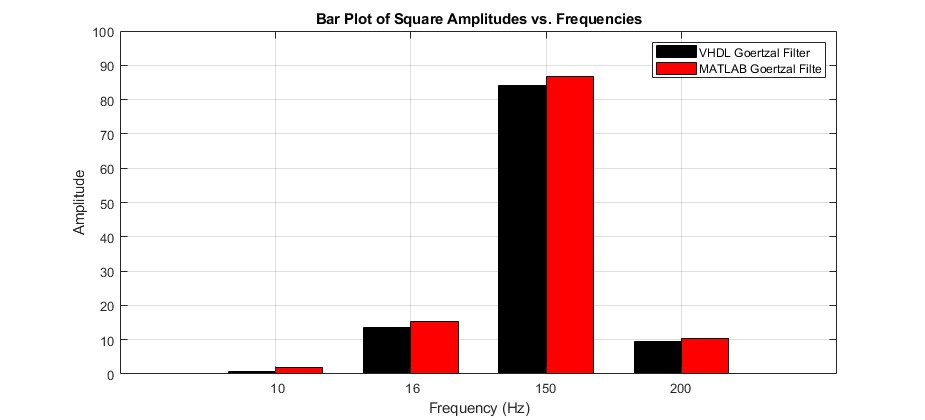 Bar Plot of Square Amplitudes vs. Frequencies
100
90
80
70
60
50
40
30
20
10
0
Amplitude
VHDL Goertzal Filter
MATLAB Goertzal Filte
10 16 150 200
Frequency (Hz)